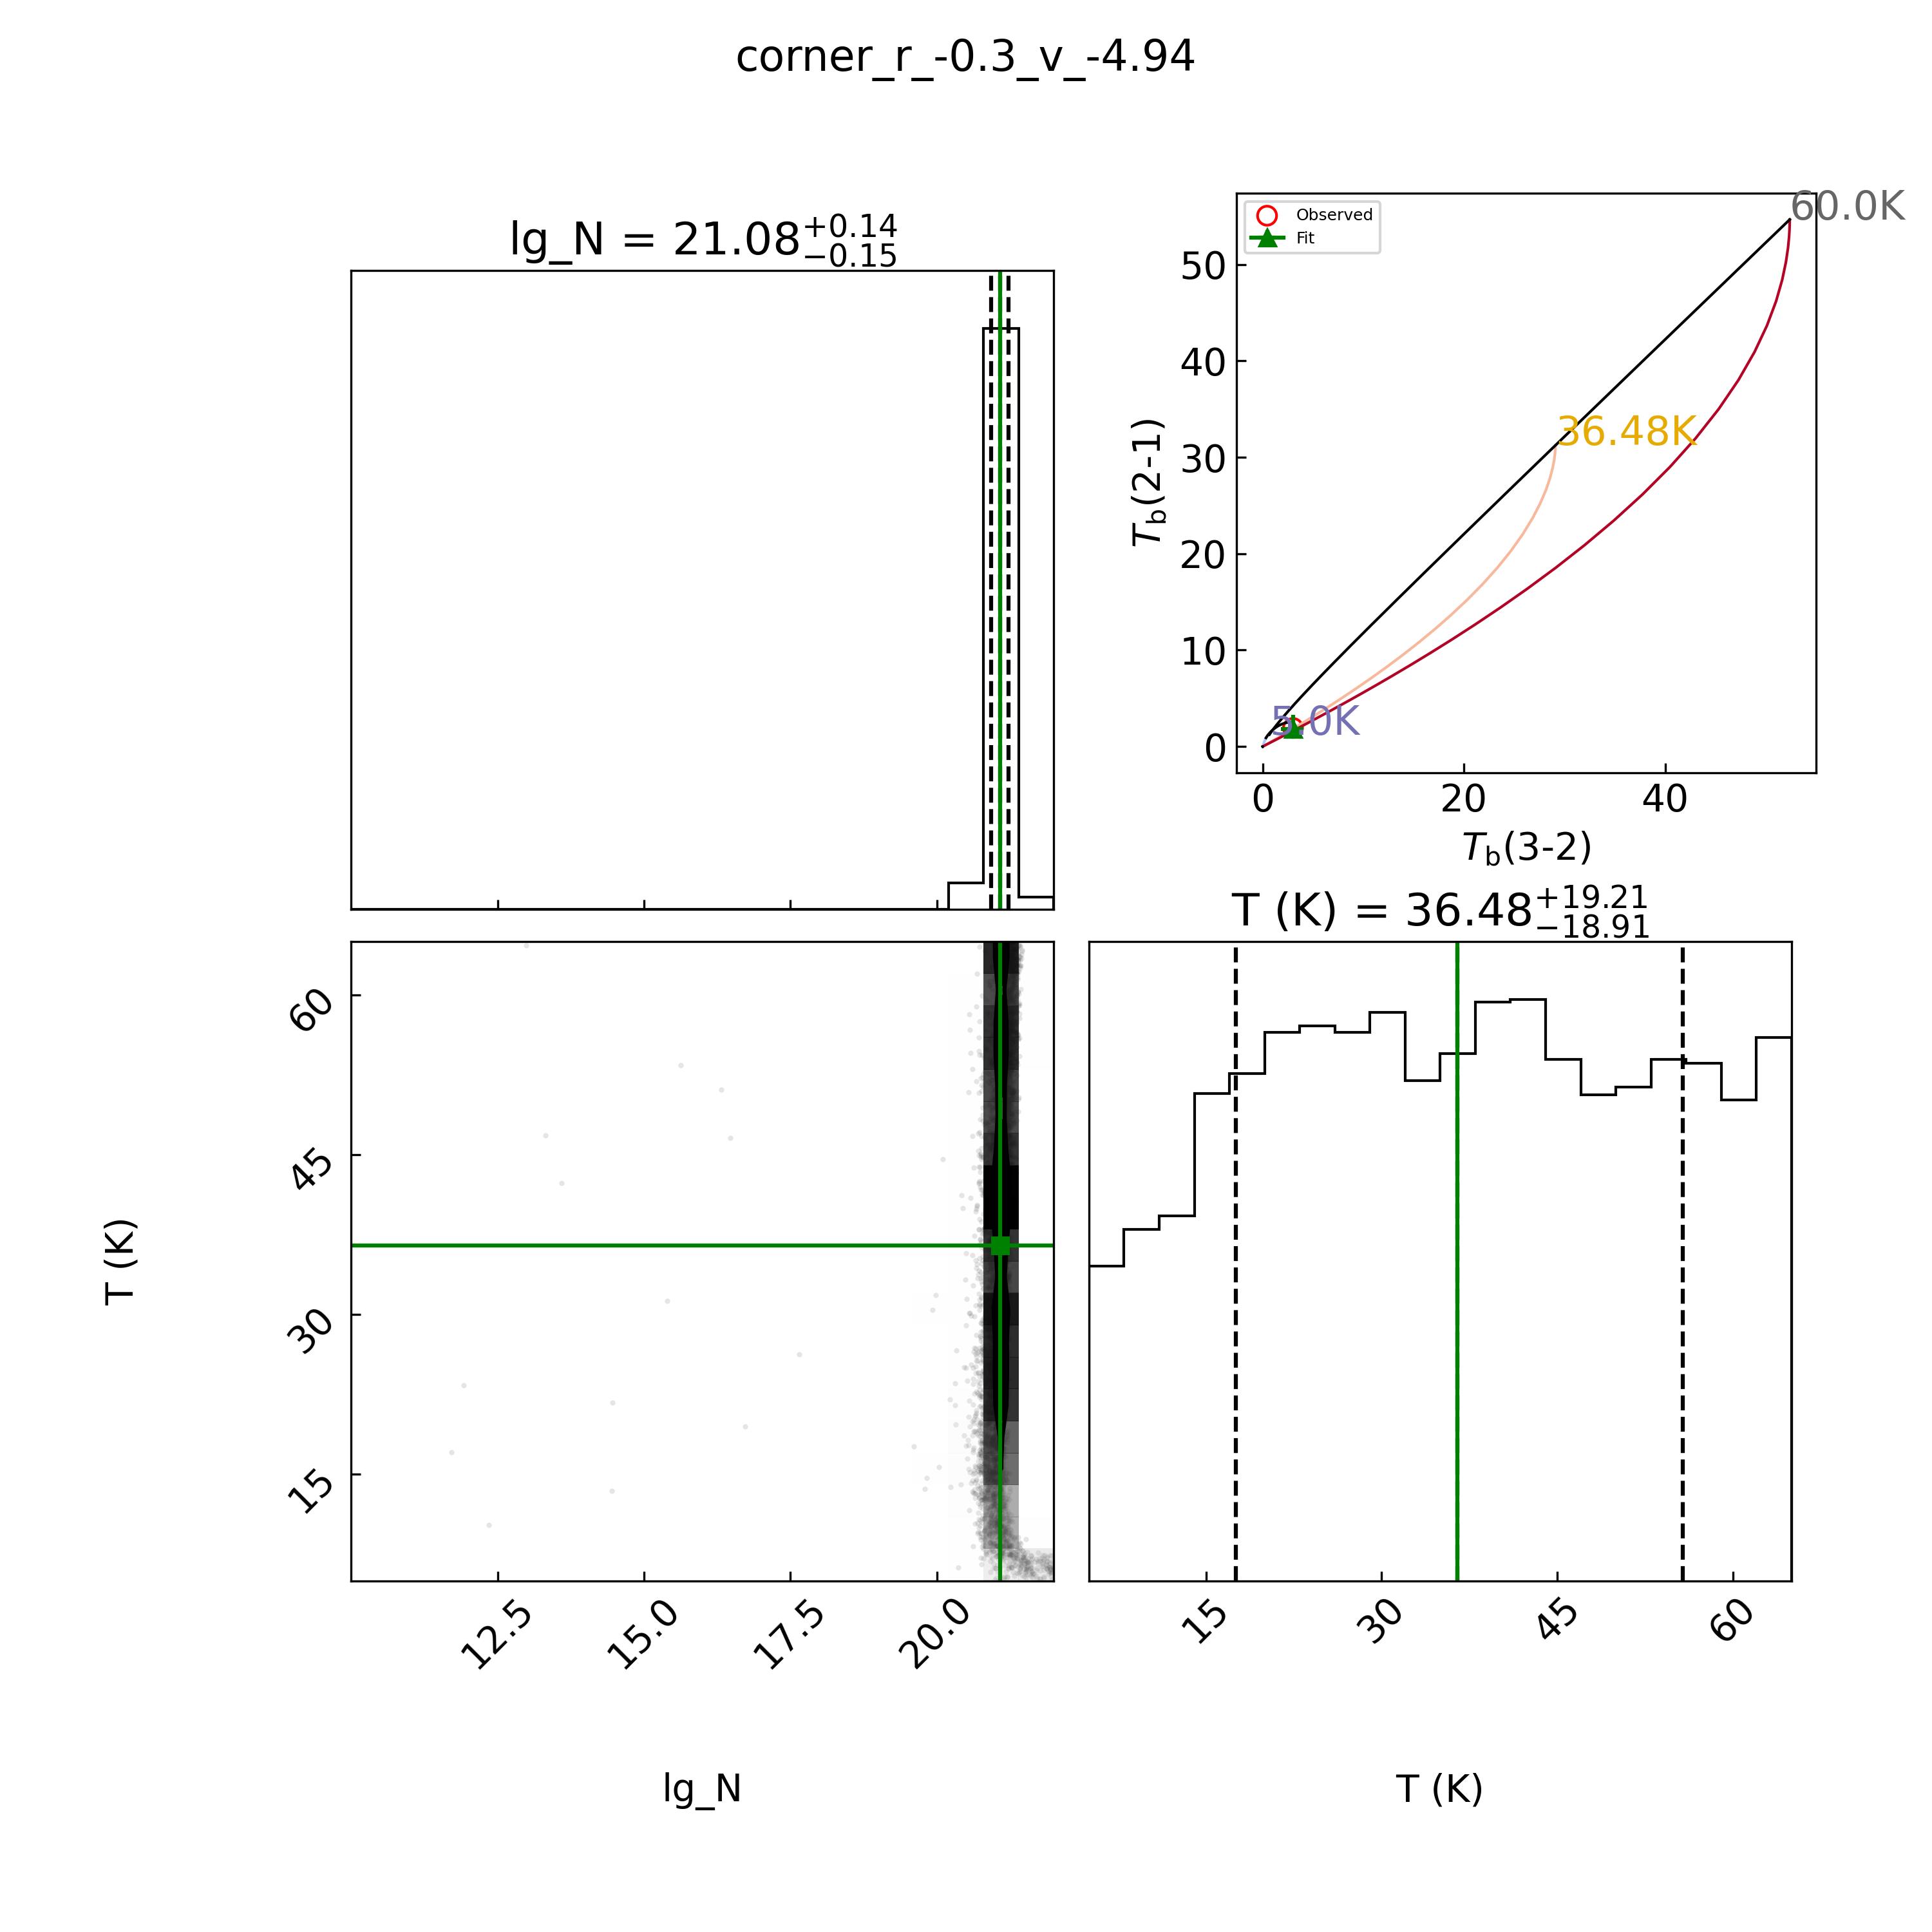 corner_r_-0.3_v_-4.94
lg_N = 21.08+0.14−0.15
Observed
Fit
60.0K
36.48K
5.0K
50
40
30
20
10
0
Tb(2-1)
0 20 40
Tb(3-2)
T (K) = 36.48+19.21−18.91
60
45
30
15
T (K)
12.5 15.0 17.5 20.0
lg_N
15 30 45 60
T (K)